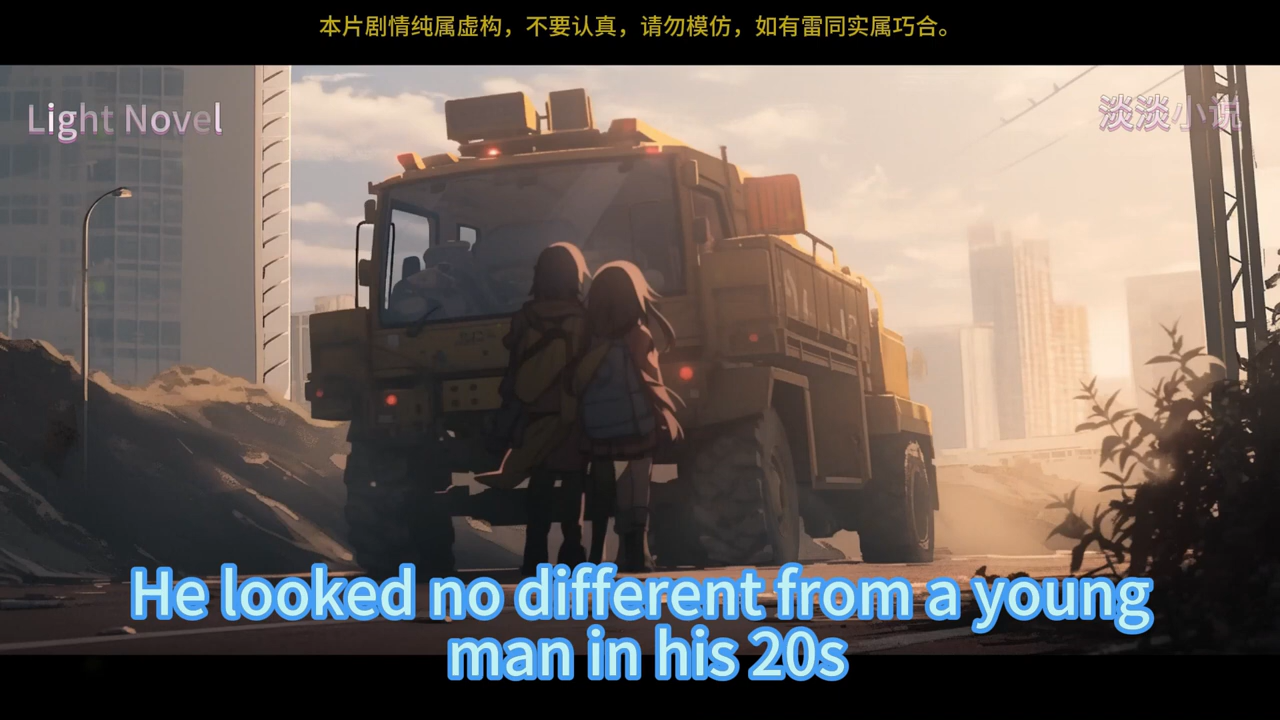 本片剧情纯属虚构，不要认真，请勿模仿，如有雷同实属巧合。
Light Novel
淡淡小说
He looked no different from a young
man in his 20s